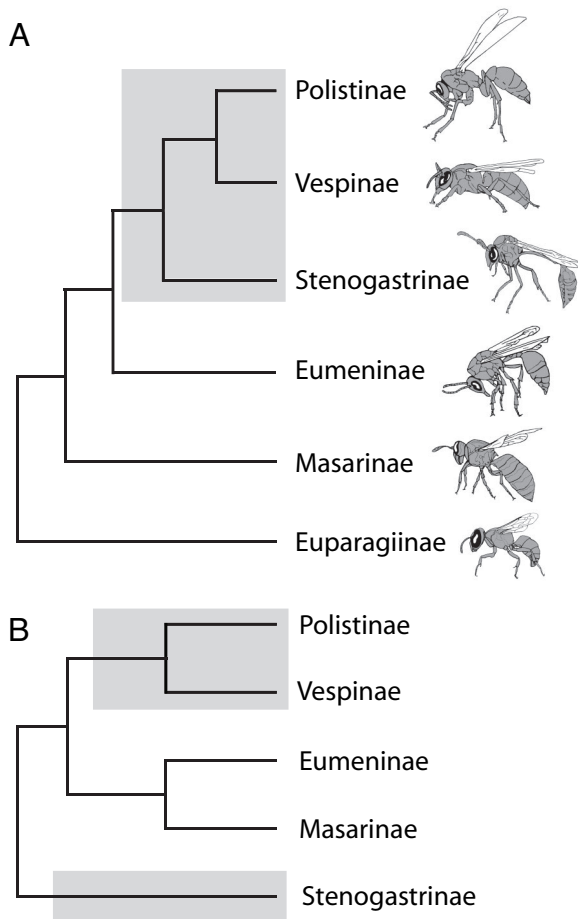 A
Polistinae
Vespinae
Stenogastrinae
Eumeninae
Masarinae
Euparagiinae
B
Polistinae
Vespinae
Eumeninae
Masarinae
Stenogastrinae